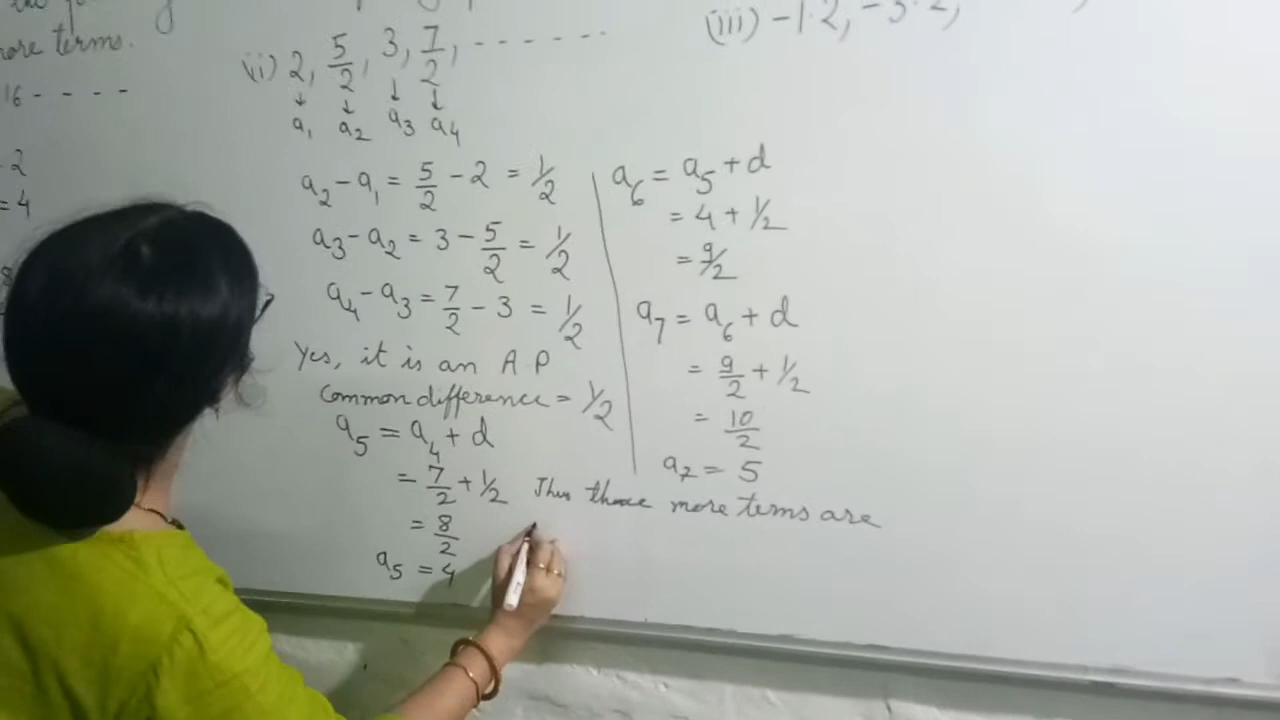 more terms.
16 - - - -
(ii) 2, 5/2, 3, 7/2, - - - - - - -
↓ ↓ ↓ ↓
a₁ a₂ a₃ a₄
a₂ - a₁ = 5/2 - 2 = 1/2
a₃ - a₂ = 3 - 5/2 = 1/2
a₄ - a₃ = 7/2 - 3 = 1/2
Yes, it is an A P
Common difference = 1/2
a₅ = a₄ + d
= 7/2 + 1/2
= 8/2
a₅ = 4
a₆ = a₅ + d
= 4 + 1/2
= 9/2
a₇ = a₆ + d
= 9/2 + 1/2
= 10/2
a₇ = 5
Thus three more terms are
(iii) -1.2, -3.2,